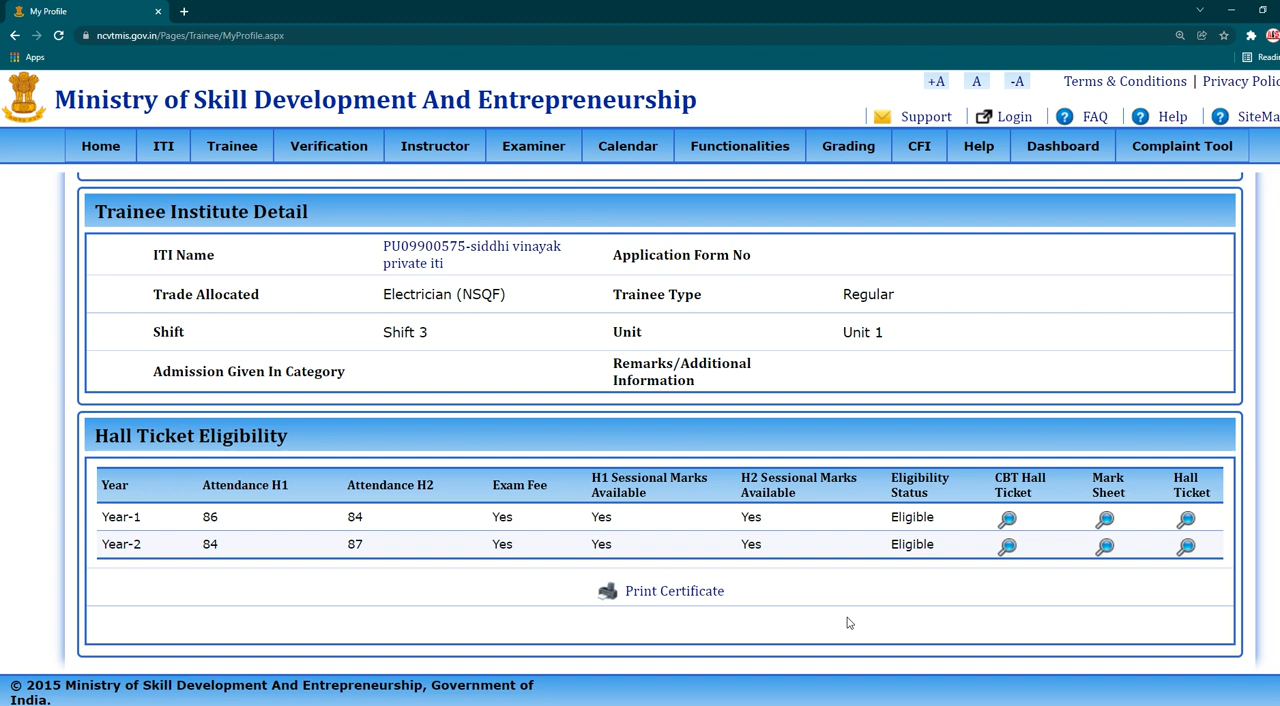 My Profile
ncvtmis.gov.in/Pages/Trainee/MyProfile.aspx
Apps
+A A -A Terms & Conditions | Privacy
Ministry of Skill Development And Entrepreneurship
Support Login FAQ Help
Home ITI Trainee Verification Instructor Examiner Calendar Functionalities Grading CFI Help Dashboard Complaint Tool
Trainee Institute Detail
ITI Name PU09900575-siddhi vinayak private iti Application Form No
Trade Allocated Electrician (NSQF) Trainee Type Regular
Shift Shift 3 Unit Unit 1
Admission Given In Category Remarks/Additional Information
Hall Ticket Eligibility
Year Attendance H1 Attendance H2 Exam Fee H1 Sessional Marks Available H2 Sessional Marks Available Eligibility Status CBT Hall Ticket Mark Sheet Hall Ticket
Year-1 86 84 Yes Yes Yes Eligible
Year-2 84 87 Yes Yes Yes Eligible
Print Certificate
© 2015 Ministry of Skill Development And Entrepreneurship, Government of
India.